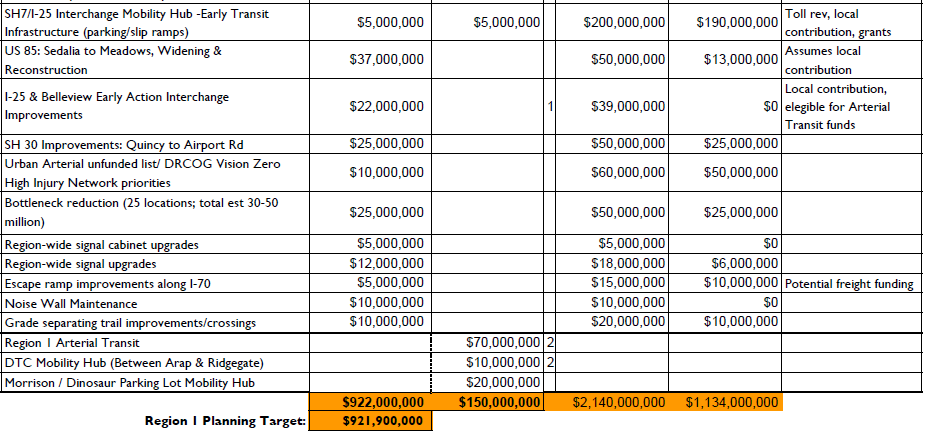 SH7/I-25 Interchange Mobility Hub -Early Transit
Infrastructure (parking/slip ramps) $5,000,000 $5,000,000 $200,000,000 $190,000,000 Toll rev, local
contribution, grants
US 85: Sedalia to Meadows, Widening &
Reconstruction $37,000,000 $50,000,000 $13,000,000 Assumes local
contribution
I-25 & Belleview Early Action Interchange
Improvements $22,000,000 1 $39,000,000 $0 Local contribution,
elegible for Arterial
Transit funds
SH 30 Improvements: Quincy to Airport Rd $25,000,000 $50,000,000 $25,000,000
Urban Arterial unfunded list/ DRCOG Vision Zero
High Injury Network priorities $10,000,000 $60,000,000 $50,000,000
Bottleneck reduction (25 locations; total est 30-50
million) $25,000,000 $50,000,000 $25,000,000
Region-wide signal cabinet upgrades $5,000,000 $5,000,000 $0
Region-wide signal upgrades $12,000,000 $18,000,000 $6,000,000
Escape ramp improvements along I-70 $5,000,000 $15,000,000 $10,000,000 Potential freight funding
Noise Wall Maintenance $10,000,000 $10,000,000 $0
Grade separating trail improvements/crossings $10,000,000 $20,000,000 $10,000,000
Region 1 Arterial Transit $70,000,000 2
DTC Mobility Hub (Between Arap & Ridgegate) $10,000,000 2
Morrison / Dinosaur Parking Lot Mobility Hub $20,000,000
$922,000,000 $150,000,000 $2,140,000,000 $1,134,000,000
Region 1 Planning Target: $921,900,000